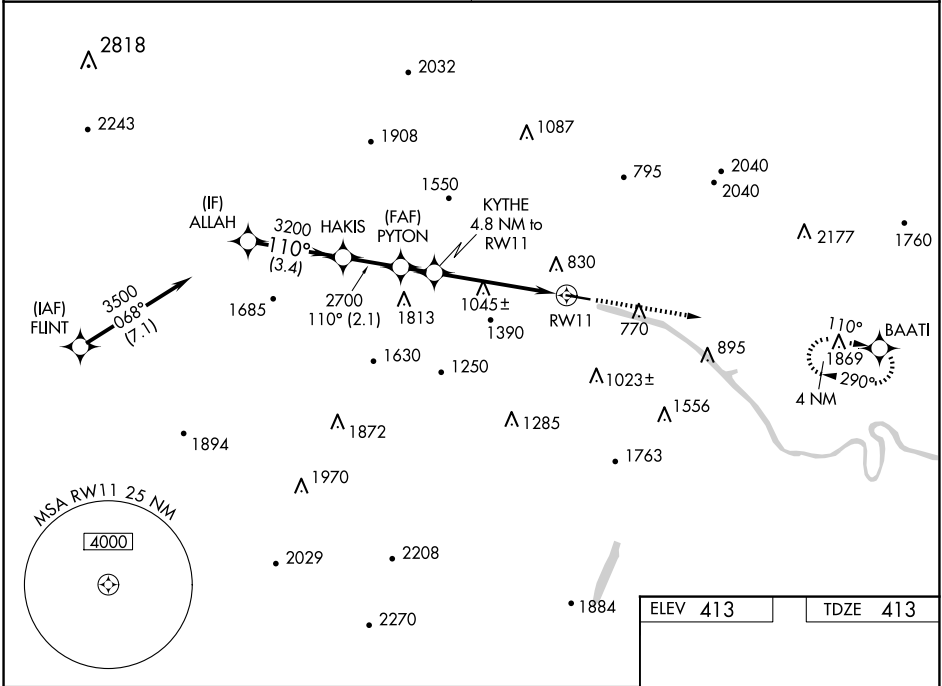 2818
2032
2243
1908
1087
795
2040
2040
1550
(IF)
ALLAH
3200
110°
(3.4)
HAKIS
(FAF)
PYTON
KYTHE
4.8 NM to
RW11
2177
1760
(IAF)
FLINT
3500
068°
(7.1)
1685
2700
110° (2.1)
1813
1045±
1390
830
RW11
770
BAATI
110°
1869
290°
4 NM
895
1630
1250
1023±
1556
1872
1285
1894
1763
1970
MSA RW11 25 NM
4000
2029
2208
2270
1884
ELEV 413
TDZE 413